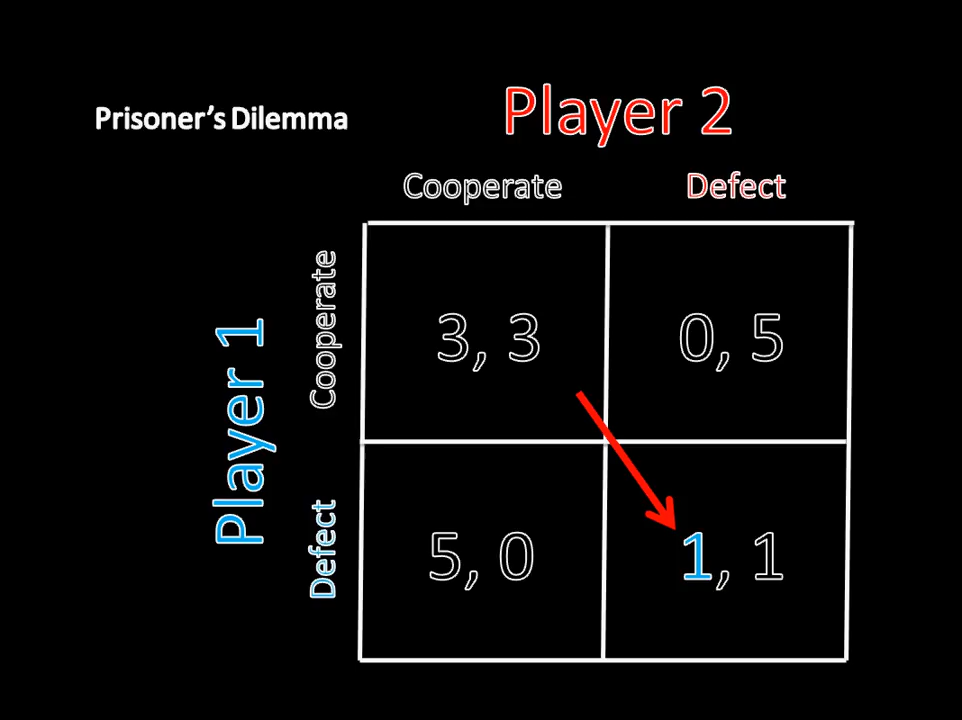 Prisoner's Dilemma
Player 2
Cooperate Defect
Player 1
Cooperate
3, 3 0, 5
Defect
5, 0 1, 1